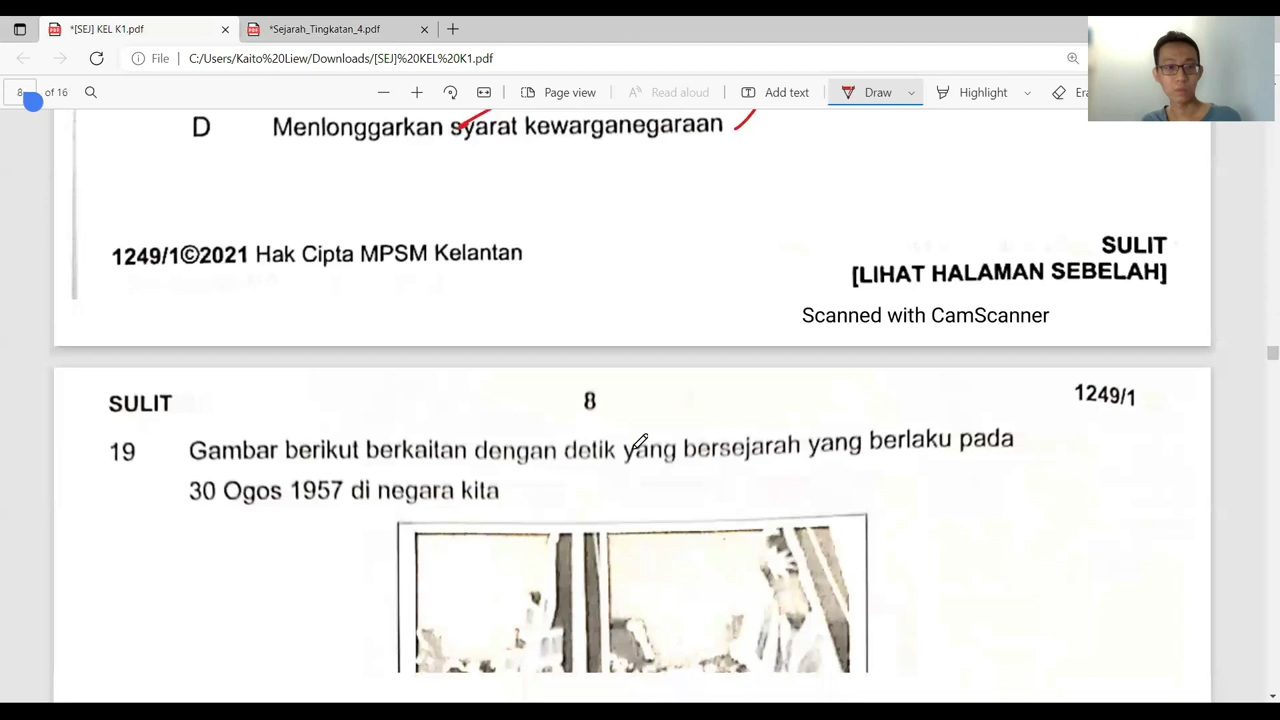 *[SEJ] KEL K1.pdf
*Sejarah_Tingkatan_4.pdf
File
C:/Users/Kaito%20Liew/Downloads/[SEJ]%20KEL%20K1.pdf
8 of 16
Page view
Read aloud
Add text
Draw
Highlight
Era
D Menlonggarkan syarat kewarganegaraan
1249/1©2021 Hak Cipta MPSM Kelantan
SULIT
[LIHAT HALAMAN SEBELAH]
Scanned with CamScanner
SULIT
8
1249/1
19 Gambar berikut berkaitan dengan detik yang bersejarah yang berlaku pada
30 Ogos 1957 di negara kita